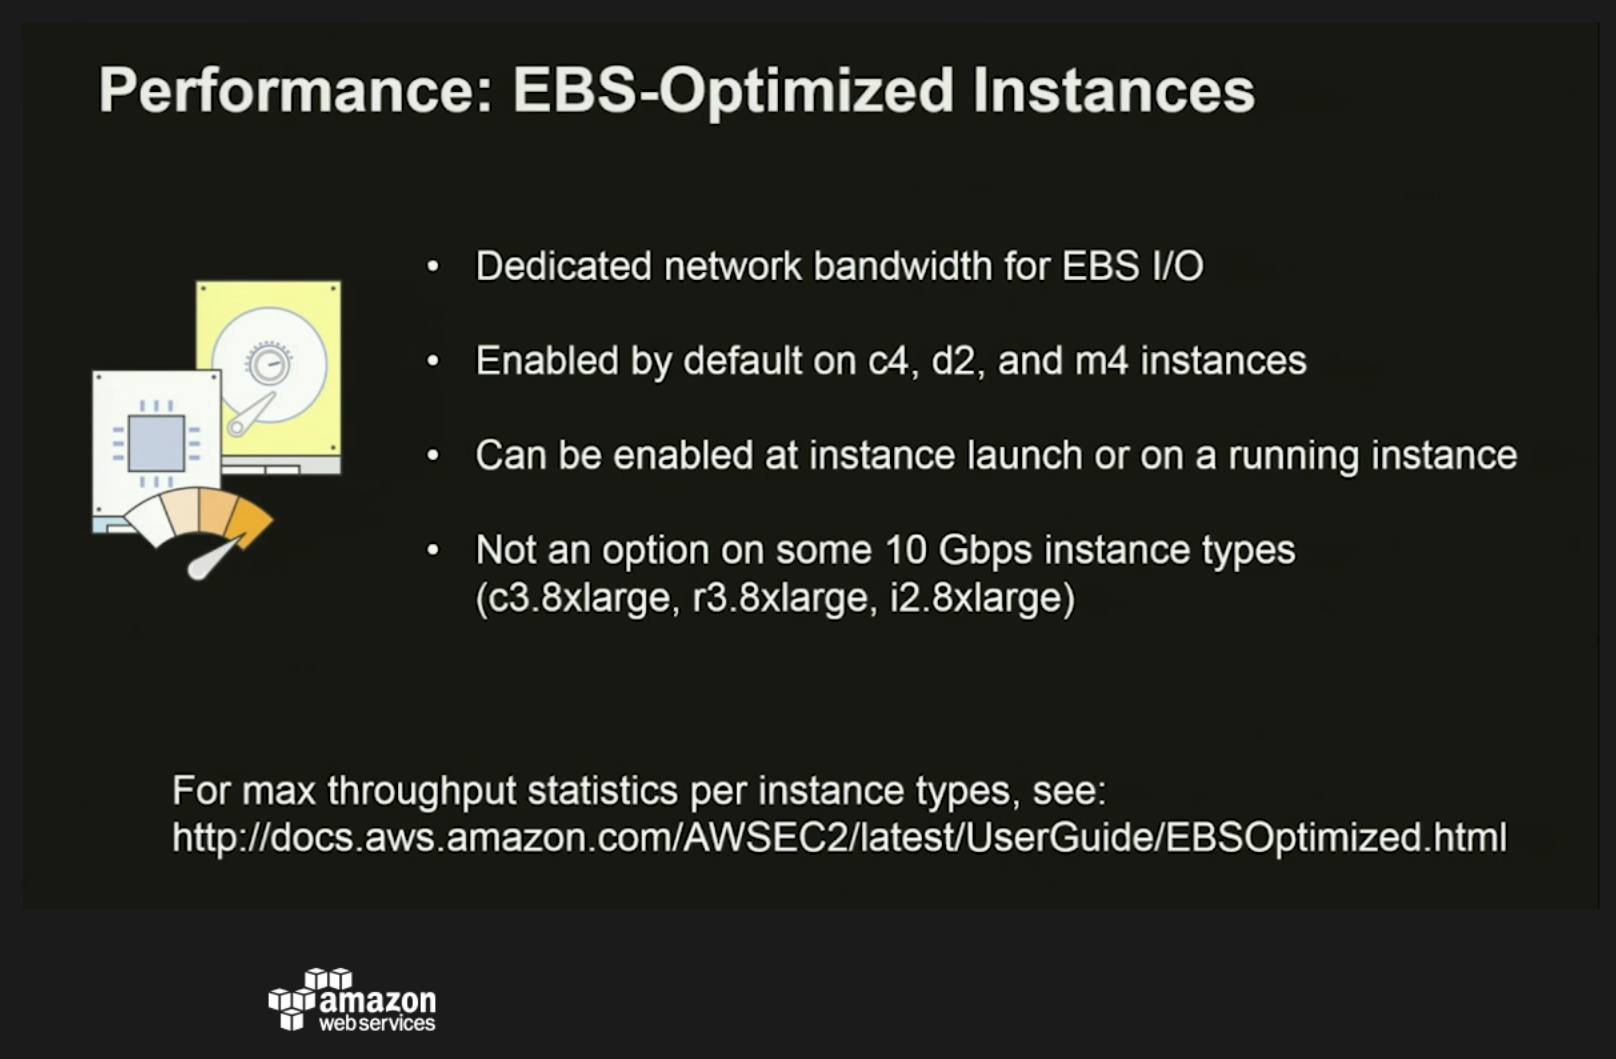 Performance: EBS-Optimized Instances
• Dedicated network bandwidth for EBS I/O
• Enabled by default on c4, d2, and m4 instances
• Can be enabled at instance launch or on a running instance
• Not an option on some 10 Gbps instance types
(c3.8xlarge, r3.8xlarge, i2.8xlarge)
For max throughput statistics per instance types, see:
http://docs.aws.amazon.com/AWSEC2/latest/UserGuide/EBSOptimized.html
amazon
web services